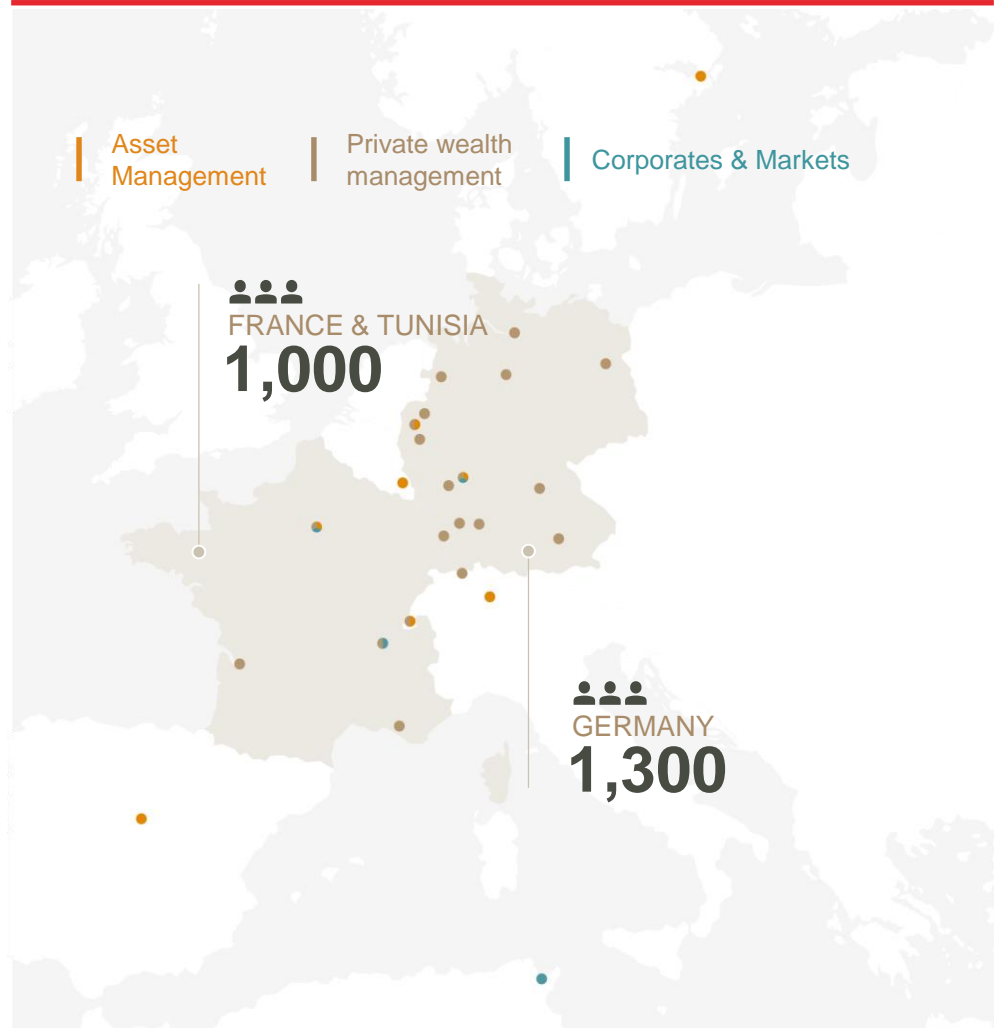 Asset
Management
Private wealth
management
Corporates & Markets
FRANCE & TUNISIA
1,000
GERMANY
1,300